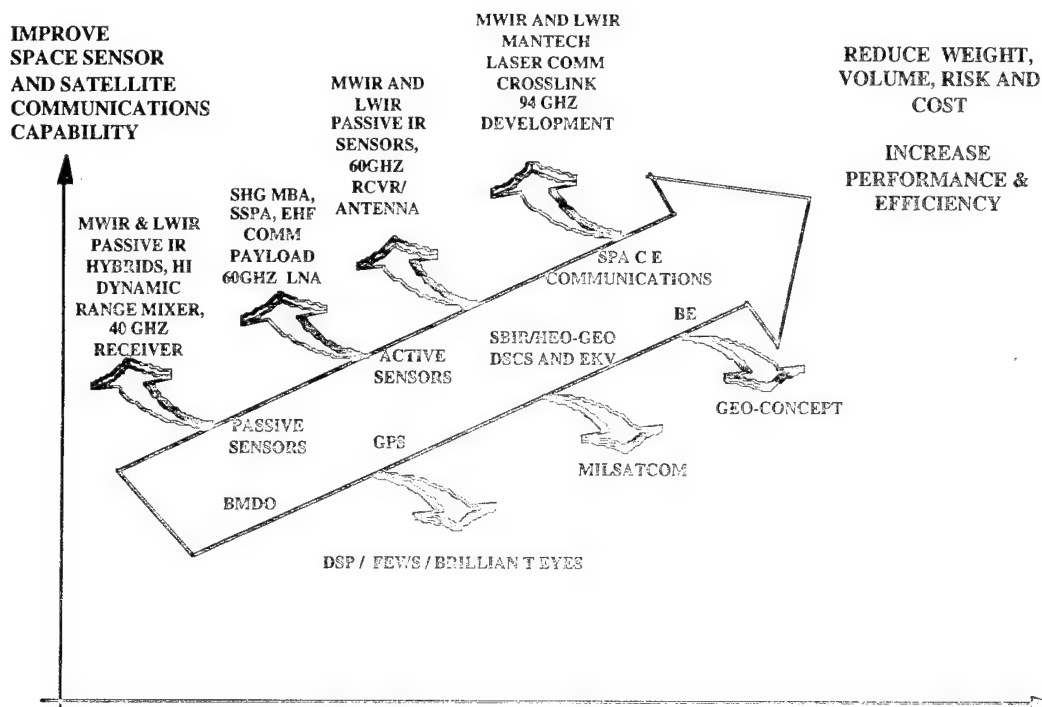 IMPROVE
SPACE SENSOR
AND SATELLITE
COMMUNICATIONS
CAPABILITY
MWIR & LWIR
PASSIVE IR
HYBRIDS, HI
DYNAMIC
RANGE MIXER,
40 GHZ
RECEIVER
SHG MBA,
SSPA, EHF
COMM
PAYLOAD
60GHZ LNA
MWIR AND
LWIR
PASSIVE IR
SENSORS,
60GHZ
RCVR/
ANTENNA
MWIR AND LWIR
MANTECH
LASER COMM
CROSSLINK
94 GHZ
DEVELOPMENT
REDUCE WEIGHT,
VOLUME, RISK AND
COST
INCREASE
PERFORMANCE &
EFFICIENCY
PASSIVE
SENSORS
ACTIVE
SENSORS
SPA C E
COMMUNICATIONS
BMDO
GPS
SBIR/HEO-GEO
DSCS AND EKV
BE
DSP / FEWS / BRILLIAN T EYES
MILSATCOM
GEO-CONCEPT